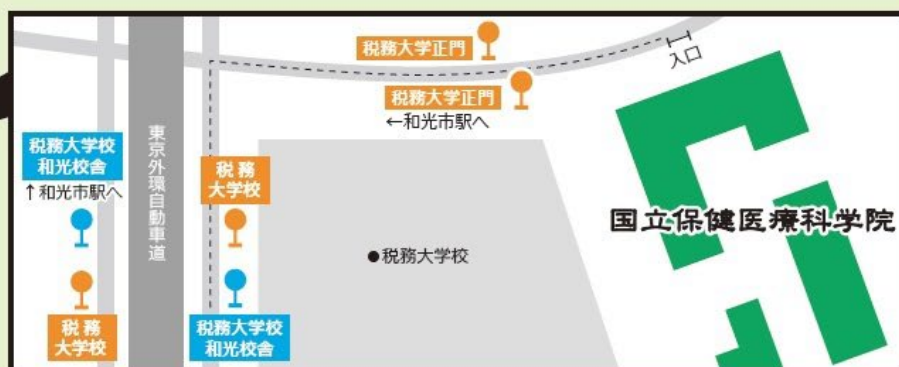 税務大学正門
入口
税務大学正門
←和光市駅へ
税務大学校
和光校舎
↑和光市駅へ
東京外環自動車道
税務
大学校
国立保健医療科学院
●税務大学校
税務
大学校
税務大学校
和光校舎